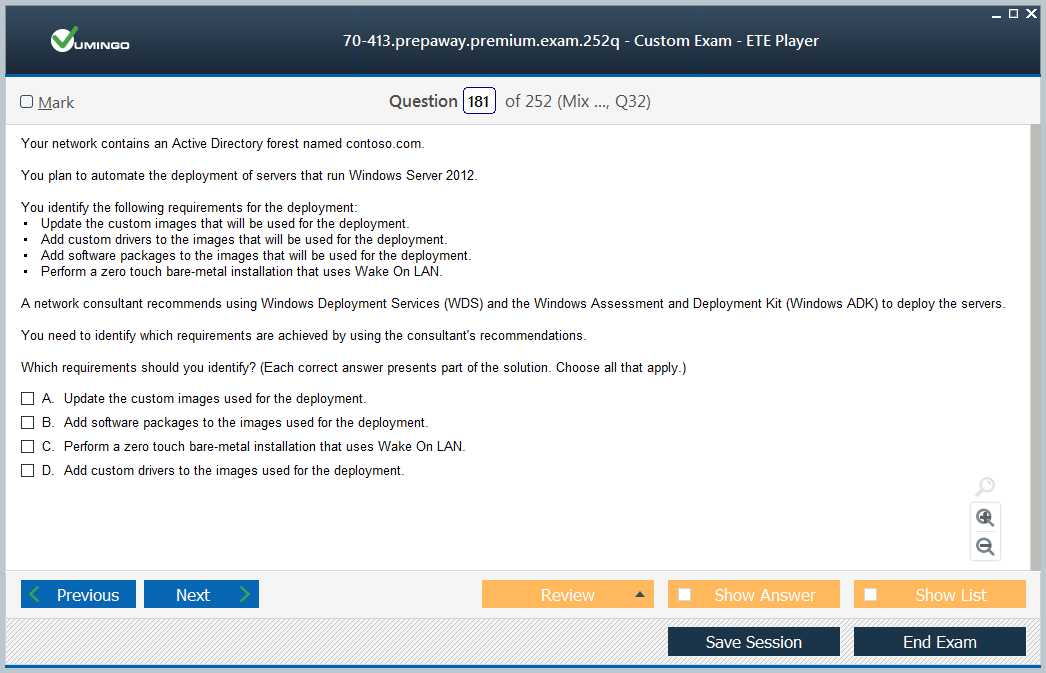 VUMINGO
70-413.prepaway.premium.exam.252q - Custom Exam - ETE Player
Mark
Question 181 of 252 (Mix ..., Q32)
Your network contains an Active Directory forest named contoso.com.
You plan to automate the deployment of servers that run Windows Server 2012.
You identify the following requirements for the deployment:
• Update the custom images that will be used for the deployment.
• Add custom drivers to the images that will be used for the deployment.
• Add software packages to the images that will be used for the deployment.
• Perform a zero touch bare-metal installation that uses Wake On LAN.
A network consultant recommends using Windows Deployment Services (WDS) and the Windows Assessment and Deployment Kit (Windows ADK) to deploy the servers.
You need to identify which requirements are achieved by using the consultant's recommendations.
Which requirements should you identify? (Each correct answer presents part of the solution. Choose all that apply.)
A. Update the custom images used for the deployment.
B. Add software packages to the images used for the deployment.
C. Perform a zero touch bare-metal installation that uses Wake On LAN.
D. Add custom drivers to the images used for the deployment.
Previous Next Review Show Answer Show List
Save Session End Exam